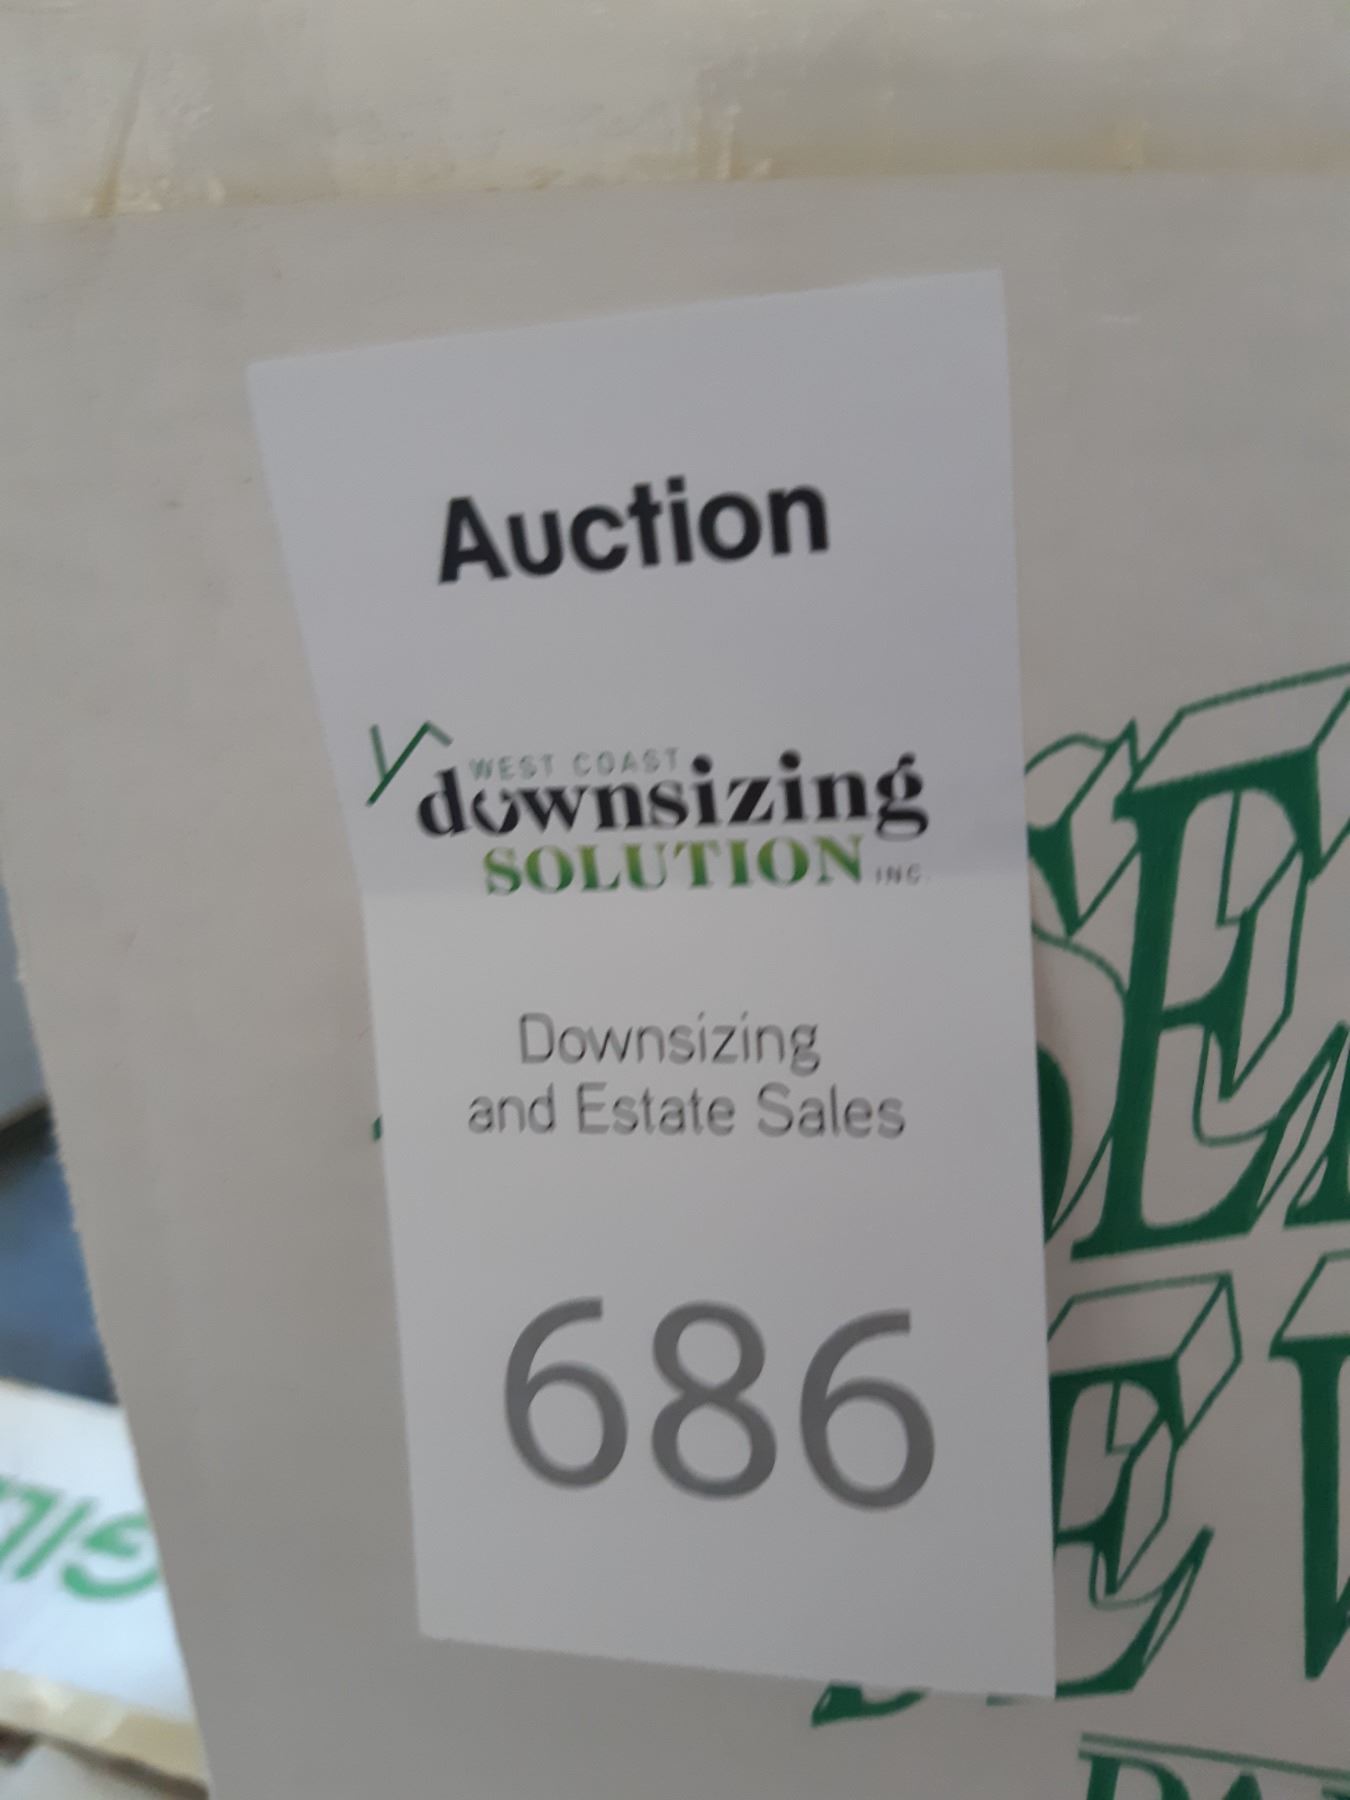 Auction
WEST COAST
downsizing
SOLUTION INC.
Downsizing
and Estate Sales
686